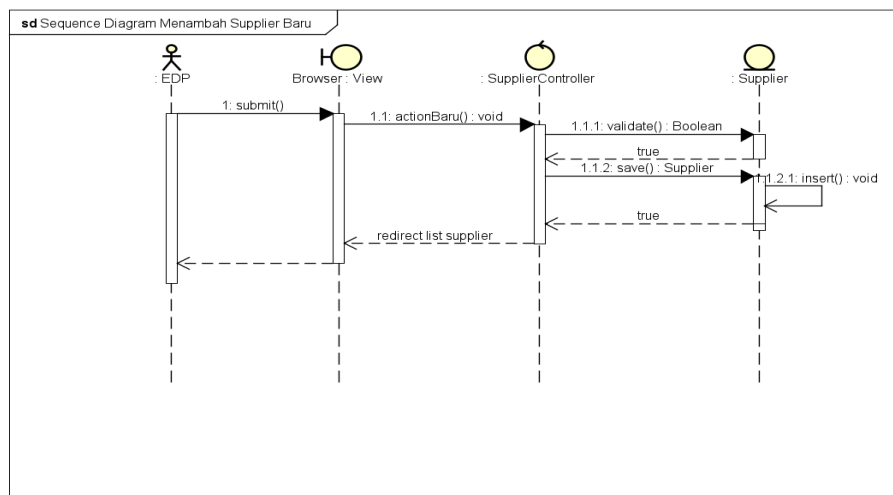 sd Sequence Diagram Menambah Supplier Baru
: EDP
Browser : View
: SupplierController
: Supplier
1: submit()
1.1: actionBaru() : void
1.1.1: validate() : Boolean
true
1.1.2: save() : Supplier
1.1.2.1: insert() : void
true
redirect list supplier